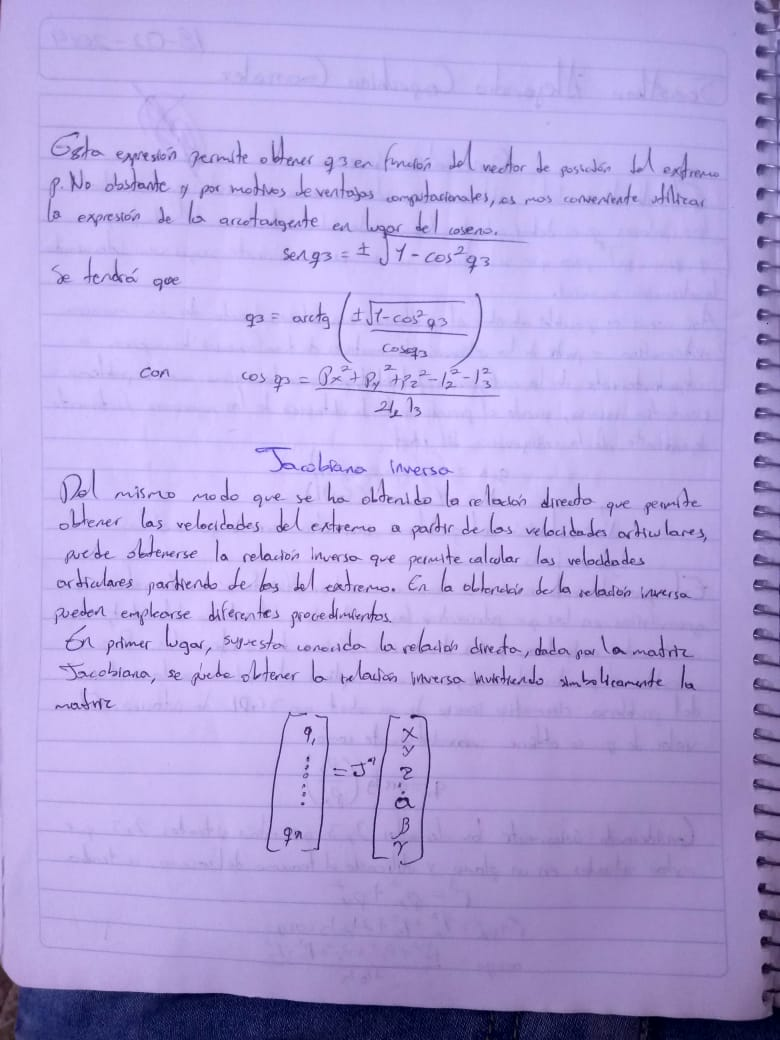 Esta expresión permite obtener q3 en función del vector de posición del extremo
p. No obstante y por motivos de ventajas computacionales, es mas conveniente utilizar
la expresión de la arcotangente en lugar del coseno.
sen q3 = ± √1 - cos² q3
Se tendrá que
q3 = arctg (±√1-cos² q3 / cos q3)
con cos q3 = Px² + Py² + Pz² - l2² - l3² / 2l2 l3
Jacobiana inversa
Del mismo modo que se ha obtenido la relación directa que permite
obtener las velocidades del extremo a partir de las velocidades articulares,
puede obtenerse la relación inversa que permite calcular las velocidades
articulares partiendo de las del extremo. En la obtención de la relación inversa
pueden emplearse diferentes procedimientos.
En primer lugar, supuesta conocida la relación directa, dada por la matriz
Jacobiana, se puede obtener la relación inversa invirtiendo simbolicamente la
matriz
[q1 ⋮ qn] = J⁻¹ [x y z ȧ β γ]